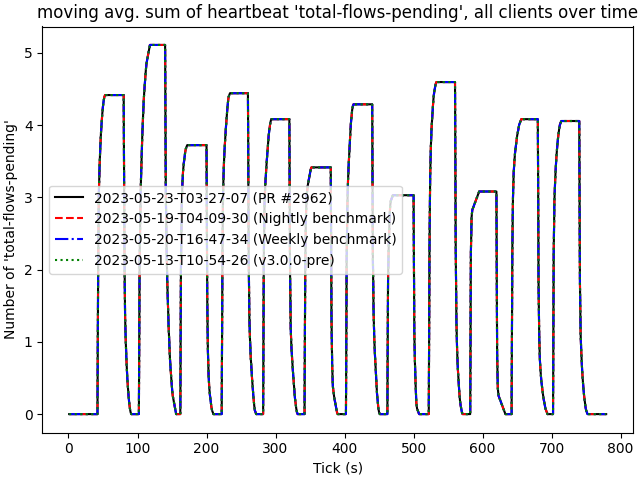 moving avg. sum of heartbeat 'total-flows-pending', all clients over time
Number of 'total-flows-pending'
5
4
3
2
1
0
2023-05-23-T03-27-07 (PR #2962)
2023-05-19-T04-09-30 (Nightly benchmark)
2023-05-20-T16-47-34 (Weekly benchmark)
2023-05-13-T10-54-26 (v3.0.0-pre)
0 100 200 300 400 500 600 700 800
Tick (s)